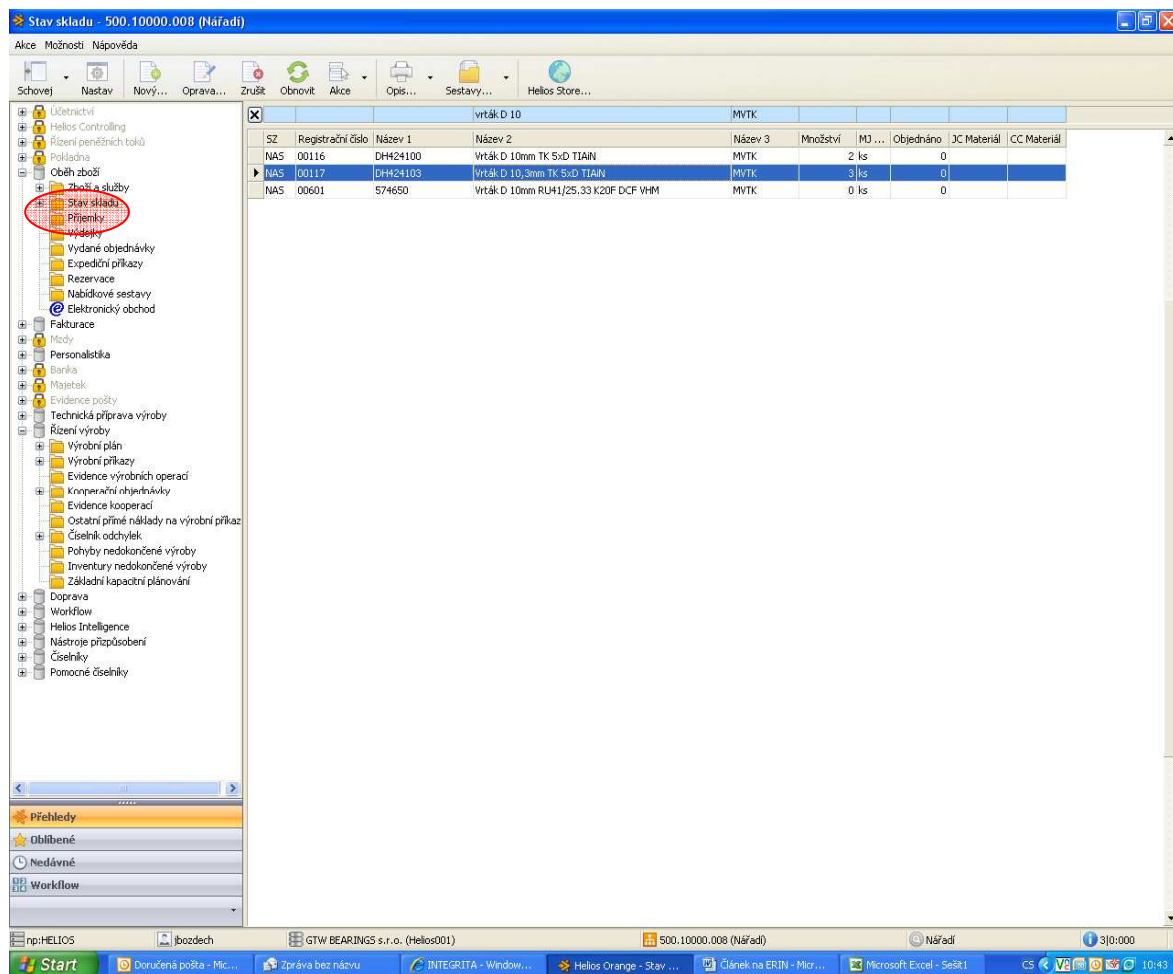 Stav skladu - 500.10000.008 (Nářadí)
Akce Možnosti Nápověda
Schovej Nastav Nový... Oprava... Zrušit Obnovit Akce Opis... Sestavy... Helios Store...
Účetnictví
Helios Controlling
Řízení peněžních toků
Pokladna
Oběh zboží
Zboží a služby
Stav skladu
Příjemky
Výdejky
Vydané objednávky
Expediční příkazy
Rezervace
Nabídkové sestavy
Elektronický obchod
Fakturace
Mzdy
Personalistika
Banka
Majetek
Evidence pošty
Technická příprava výroby
Řízení výroby
Výrobní plán
Výrobní příkazy
Evidence výrobních operací
Kooperační objednávky
Evidence kooperací
Ostatní přímé náklady na výrobní příkaz
Číselník odchylek
Pohyby nedokončené výroby
Inventury nedokončené výroby
Základní kapacitní plánování
Doprava
Workflow
Helios Intelligence
Nástroje přizpůsobení
Číselníky
Pomocné číselníky
Přehledy
Oblíbené
Nedávné
Workflow
vrták D 10 MVTK
SZ Registrační číslo Název 1 Název 2 Název 3 Množství MJ ... Objednáno JC Materiál CC Materiál
NAS 00116 DH424100 Vrták D 10mm TK 5xD TIAIN MVTK 2 ks 0
NAS 00117 DH424103 Vrták D 10,3mm TK 5xD TIAIN MVTK 3 ks 0
NAS 00601 574650 Vrták D 10mm RU41/25.33 K20F DCF VHM MVTK 0 ks 0
np:HELIOS jbozdech GTW BEARINGS s.r.o. (Helios001) 500.10000.008 (Nářadí) Nářadí 3|0:000
Start Doručená pošta - Mic... Zpráva bez názvu INTEGRITA - Window... Helios Orange - Stav ... Článek na ERIN - Micr... Microsoft Excel - Sešit1 CS 10:43